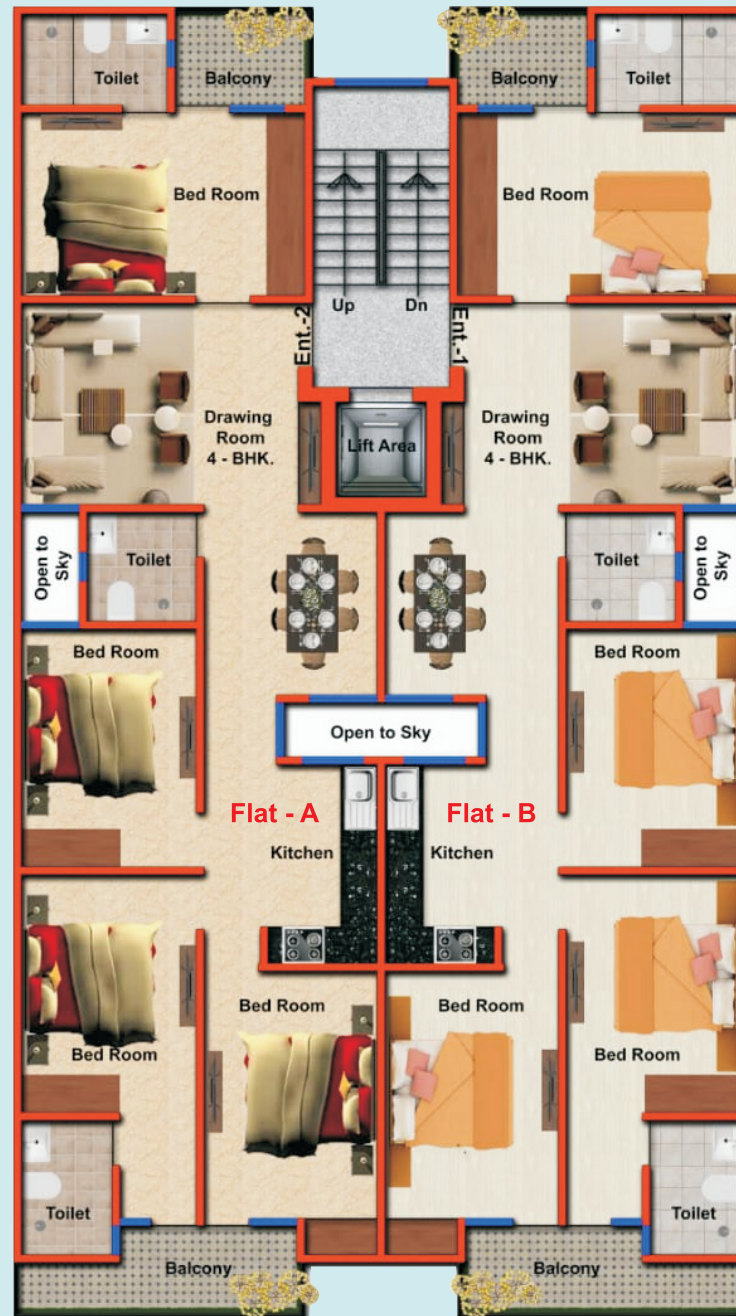 Toilet
Balcony
Balcony
Toilet
Bed Room
Bed Room
Up
Dn
Ent.-2
Ent.-1
Drawing
Room
4 - BHK.
Lift Area
Drawing
Room
4 - BHK.
Open to
Sky
Toilet
Toilet
Open to
Sky
Bed Room
Bed Room
Open to Sky
Flat - A
Flat - B
Kitchen
Kitchen
Bed Room
Bed Room
Bed Room
Bed Room
Toilet
Toilet
Balcony
Balcony